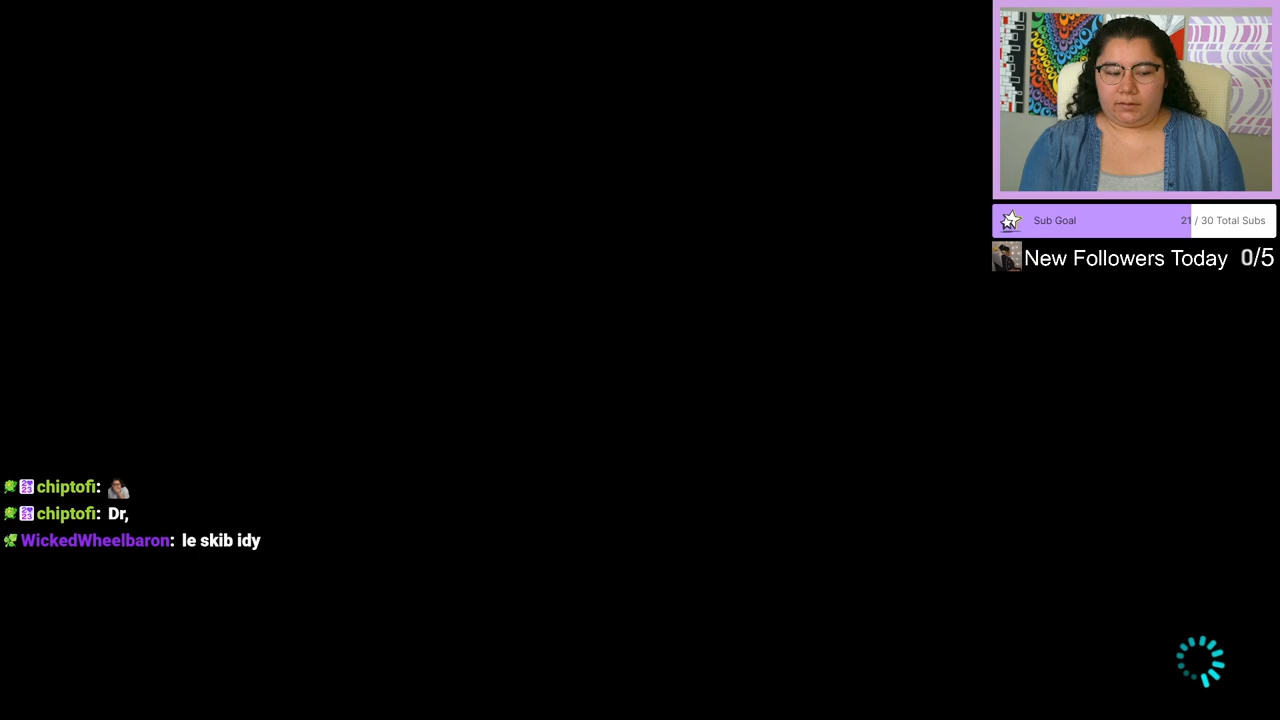 Sub Goal 21 / 30 Total Subs
New Followers Today 0/5
chiptofi:
chiptofi: Dr,
WickedWheelbaron: le skib idy